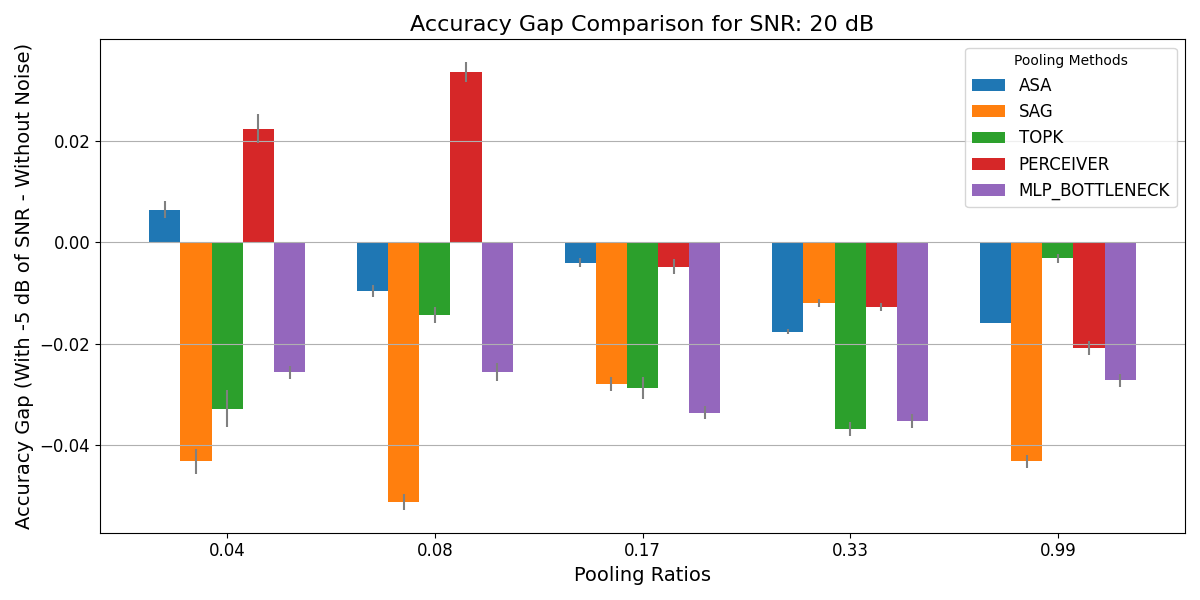 Accuracy Gap Comparison for SNR: 20 dB
Accuracy Gap (With -5 dB of SNR - Without Noise)
0.02
0.00
−0.02
−0.04
Pooling Methods
ASA
SAG
TOPK
PERCEIVER
MLP_BOTTLENECK
0.04 0.08 0.17 0.33 0.99
Pooling Ratios